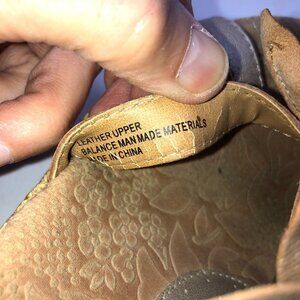 LEATHER UPPER
BALANCE MAN MADE MATERIALS
MADE IN CHINA